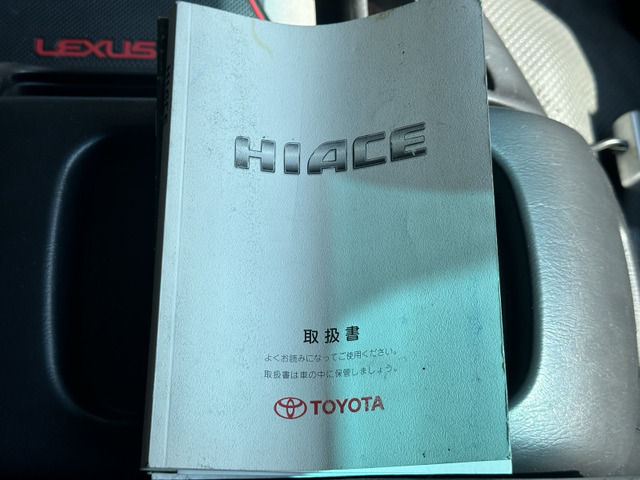 LEXUS
HIACE
取扱書
よくお読みになってご使用ください。
取扱書は車の中に保管しましょう。
TOYOTA